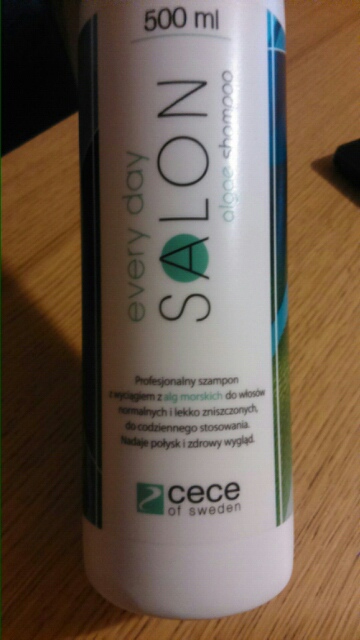 500 ml
every day
SALON
algae shampoo
Profesjonalny szampon
z wyciągiem z alg morskich do włosów
normalnych i lekko zniszczonych,
do codziennego stosowania.
Nadaje połysk i zdrowy wygląd.
cece
of sweden